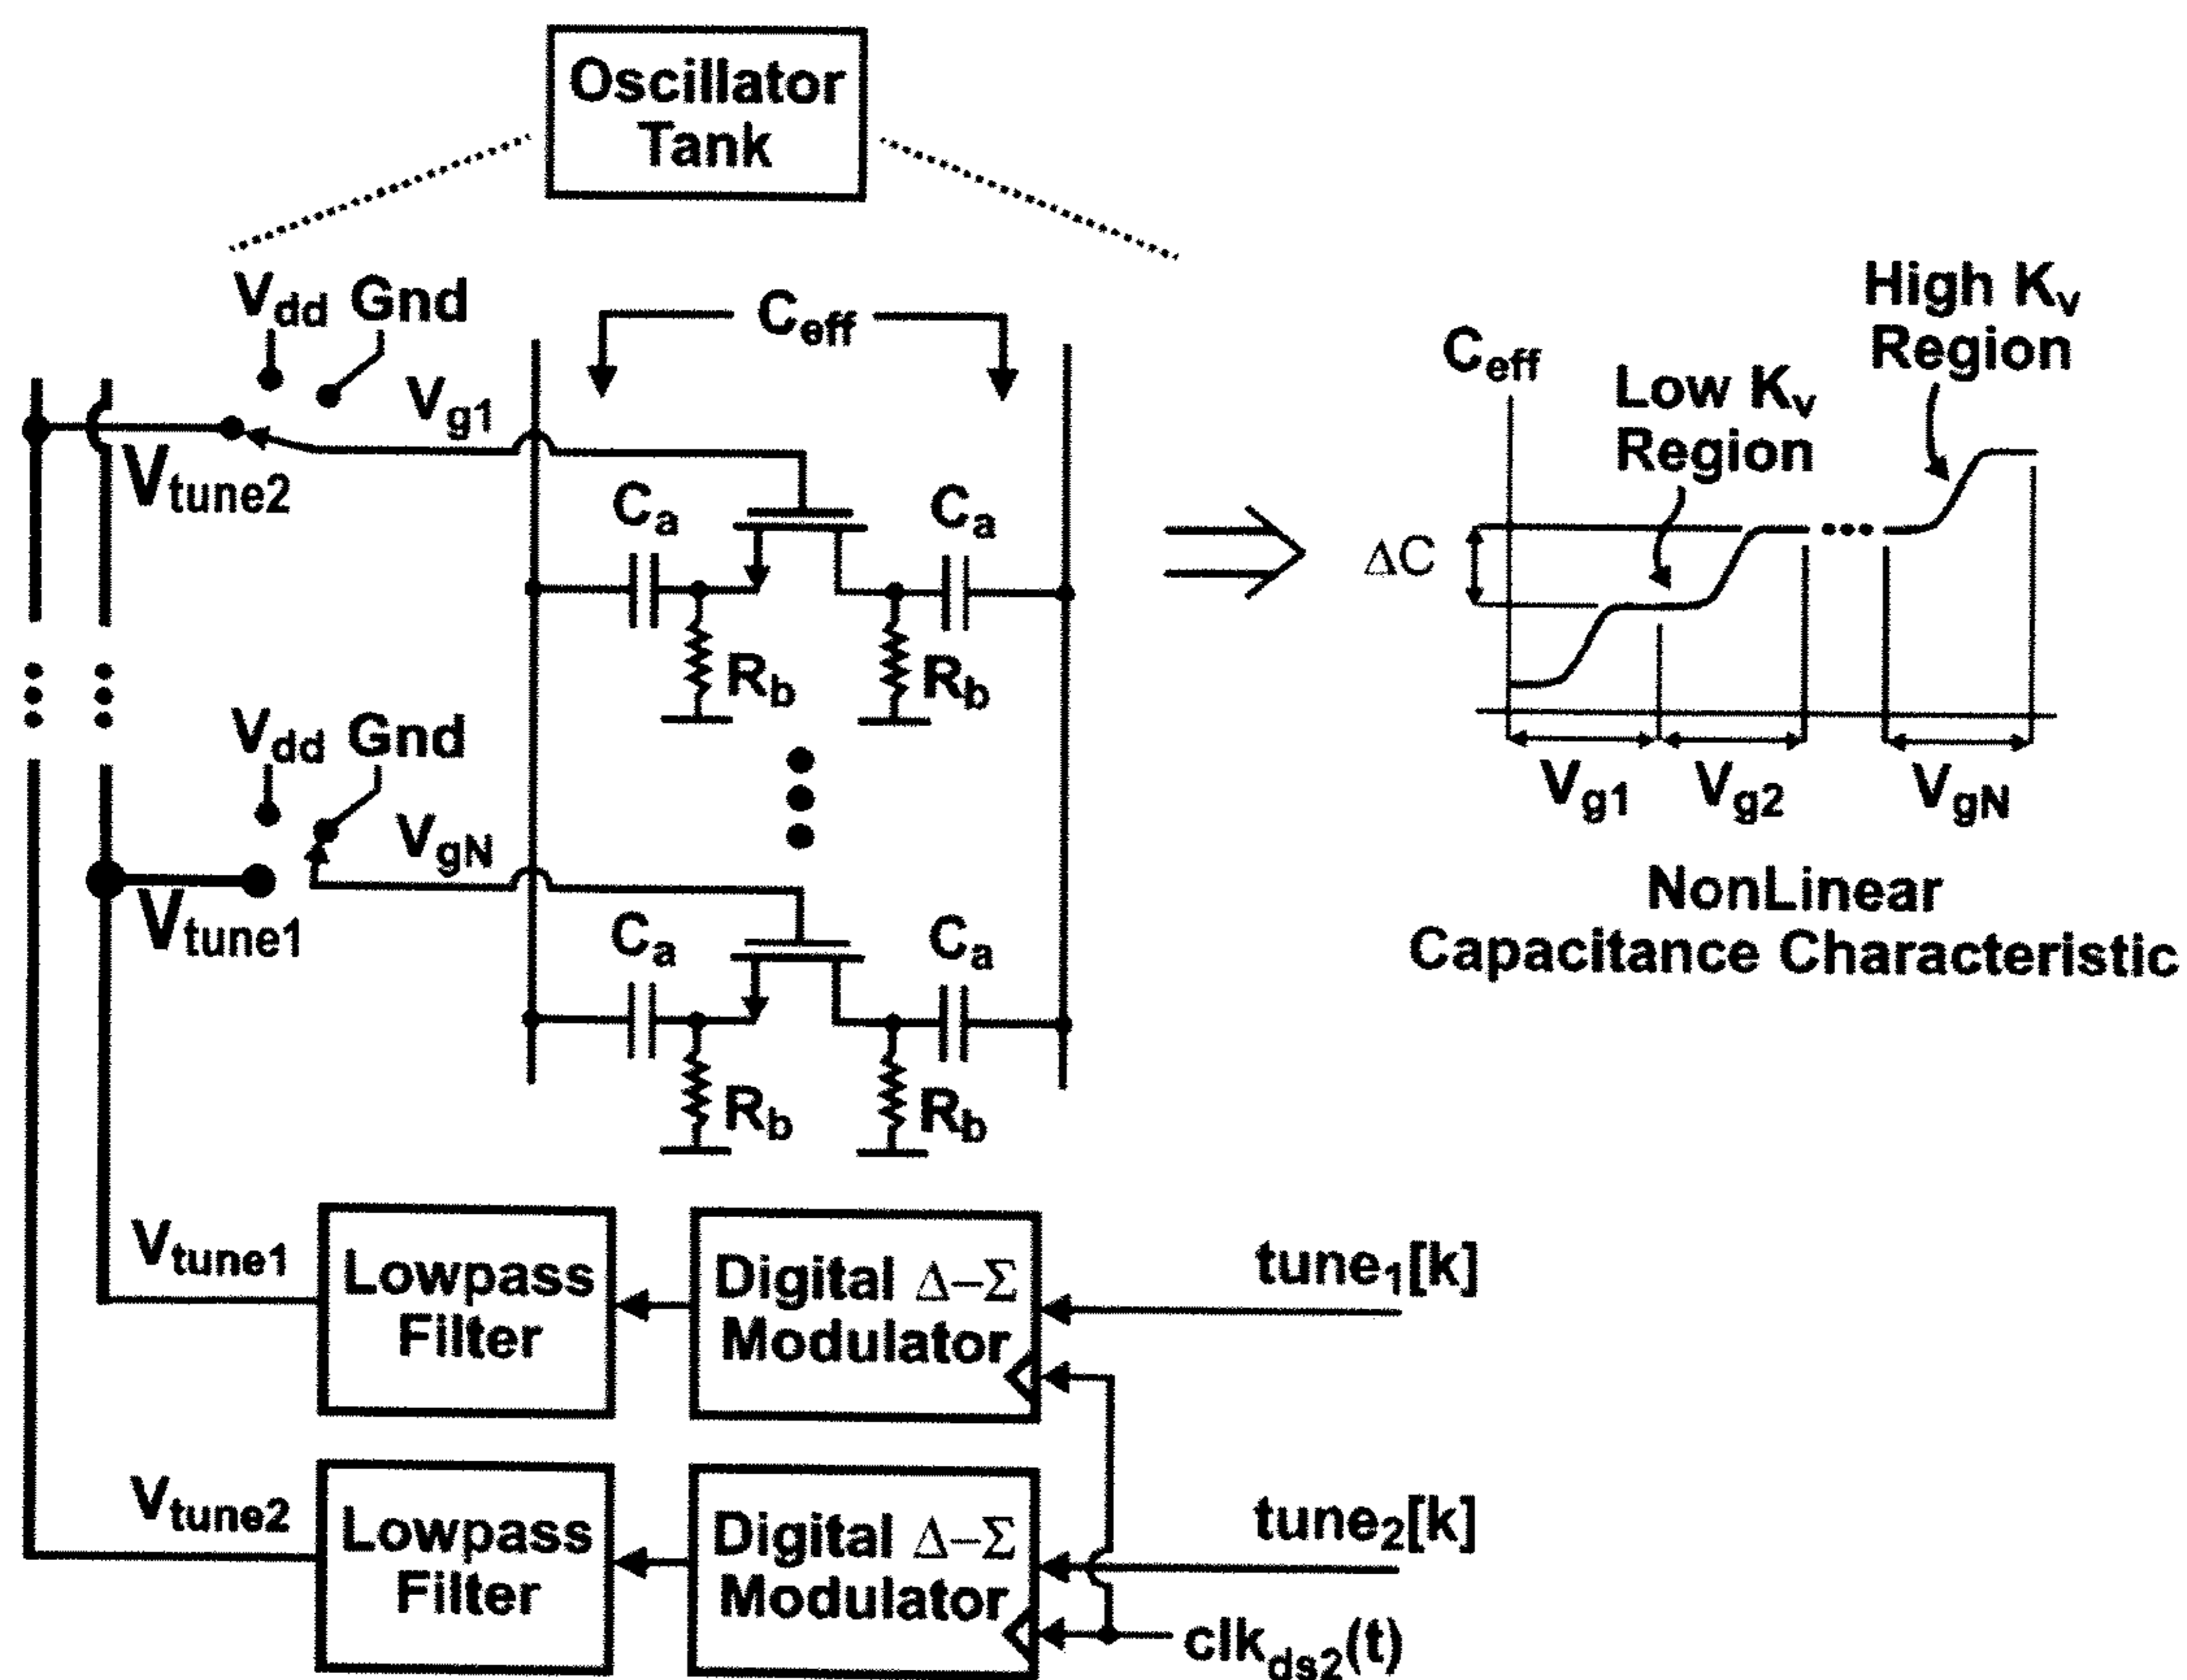 Oscillator
Tank
Vdd Gnd
Vg1
Ceff
Vtune2
Ca
Ca
Rb
Rb
Vdd Gnd
VgN
Vtune1
Ca
Ca
Rb
Rb
High Kv
Region
Ceff
Low Kv
Region
ΔC
Vg1
Vg2
VgN
NonLinear
Capacitance Characteristic
Vtune1
Lowpass
Filter
Digital Δ–Σ
Modulator
tune1[k]
Vtune2
Lowpass
Filter
Digital Δ–Σ
Modulator
tune2[k]
clkds2(t)